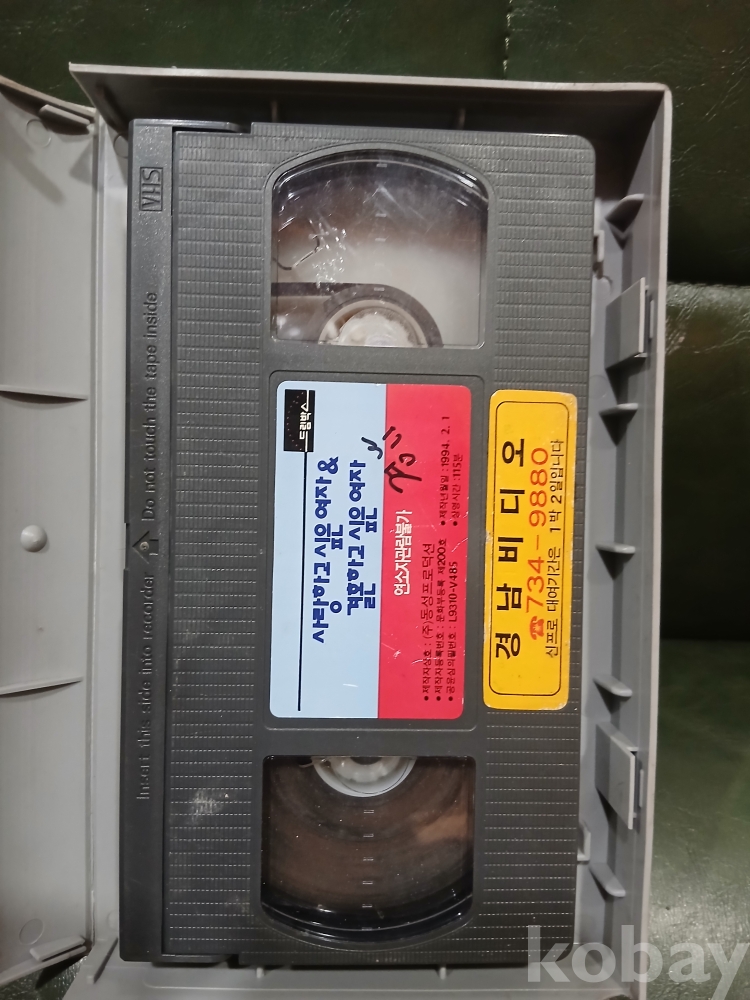 VHS
Insert this side into recorder
Do not touch the tape inside
드림박스
사랑하고 싶은 여자 &
결혼하고 싶은 여자
연소자관람불가
• 제작자상호 : (주)동성프로덕션
• 제작자등록번호 : 문화부등록 제200호
• 제작년월일 : 1994. 2. 1
• 공윤심의필번호 : L9310-V485
• 상영시간 : 115분
경남비디오
☎734-9880
신프로 대여기간은 1박 2일입니다
kobay